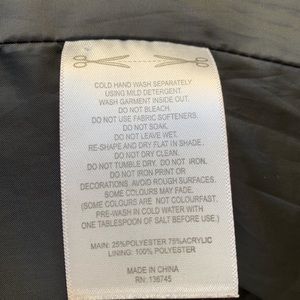 COLD HAND WASH SEPARATELY
USING MILD DETERGENT.
WASH GARMENT INSIDE OUT.
DO NOT BLEACH.
DO NOT USE FABRIC SOFTENERS.
DO NOT SOAK.
DO NOT LEAVE WET.
RE-SHAPE AND DRY FLAT IN SHADE.
DO NOT DRY CLEAN.
DO NOT TUMBLE DRY. DO NOT IRON.
DO NOT IRON PRINT OR
DECORATIONS. AVOID ROUGH SURFACES.
SOME COLOURS MAY FADE.
(SOME COLOURS ARE NOT COLOURFAST.
PRE-WASH IN COLD WATER WITH
ONE TABLESPOON OF SALT BEFORE USE.)
MAIN: 25%POLYESTER 75%ACRYLIC
LINING: 100% POLYESTER
MADE IN CHINA
RN: 136745